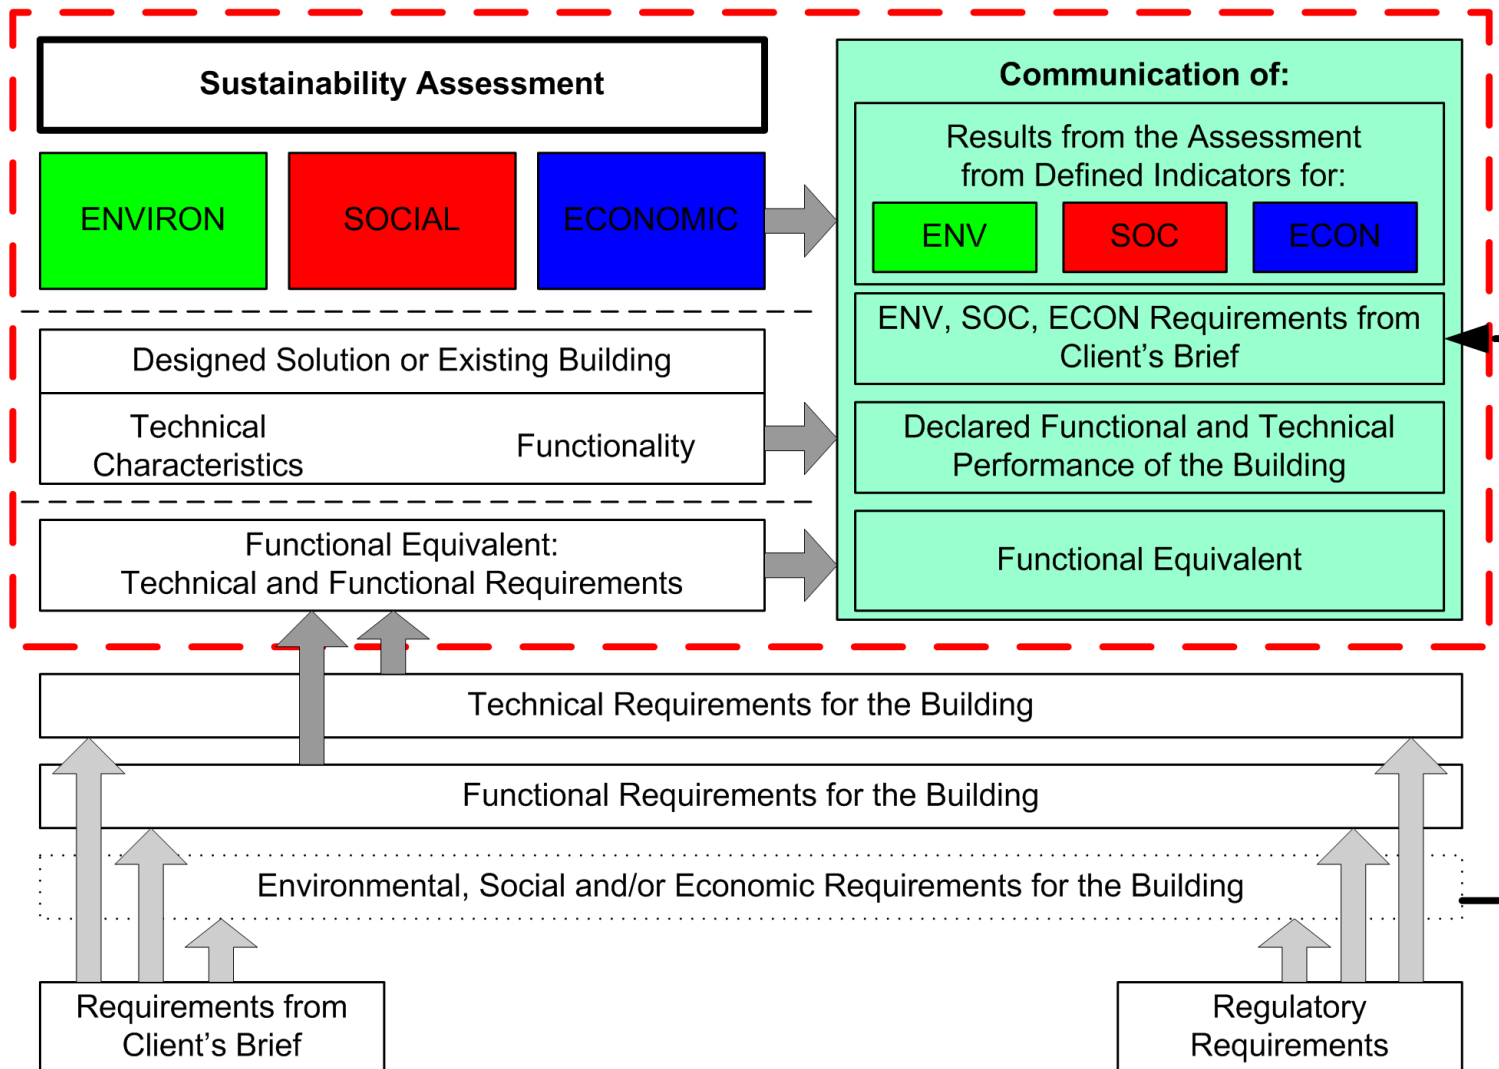 Sustainability Assessment
ENVIRON
SOCIAL
ECONOMIC
Communication of:
Results from the Assessment
from Defined Indicators for:
ENV
SOC
ECON
ENV, SOC, ECON Requirements from
Client’s Brief
Designed Solution or Existing Building
Technical
Characteristics
Functionality
Declared Functional and Technical
Performance of the Building
Functional Equivalent:
Technical and Functional Requirements
Functional Equivalent
Technical Requirements for the Building
Functional Requirements for the Building
Environmental, Social and/or Economic Requirements for the Building
Requirements from
Client’s Brief
Regulatory
Requirements